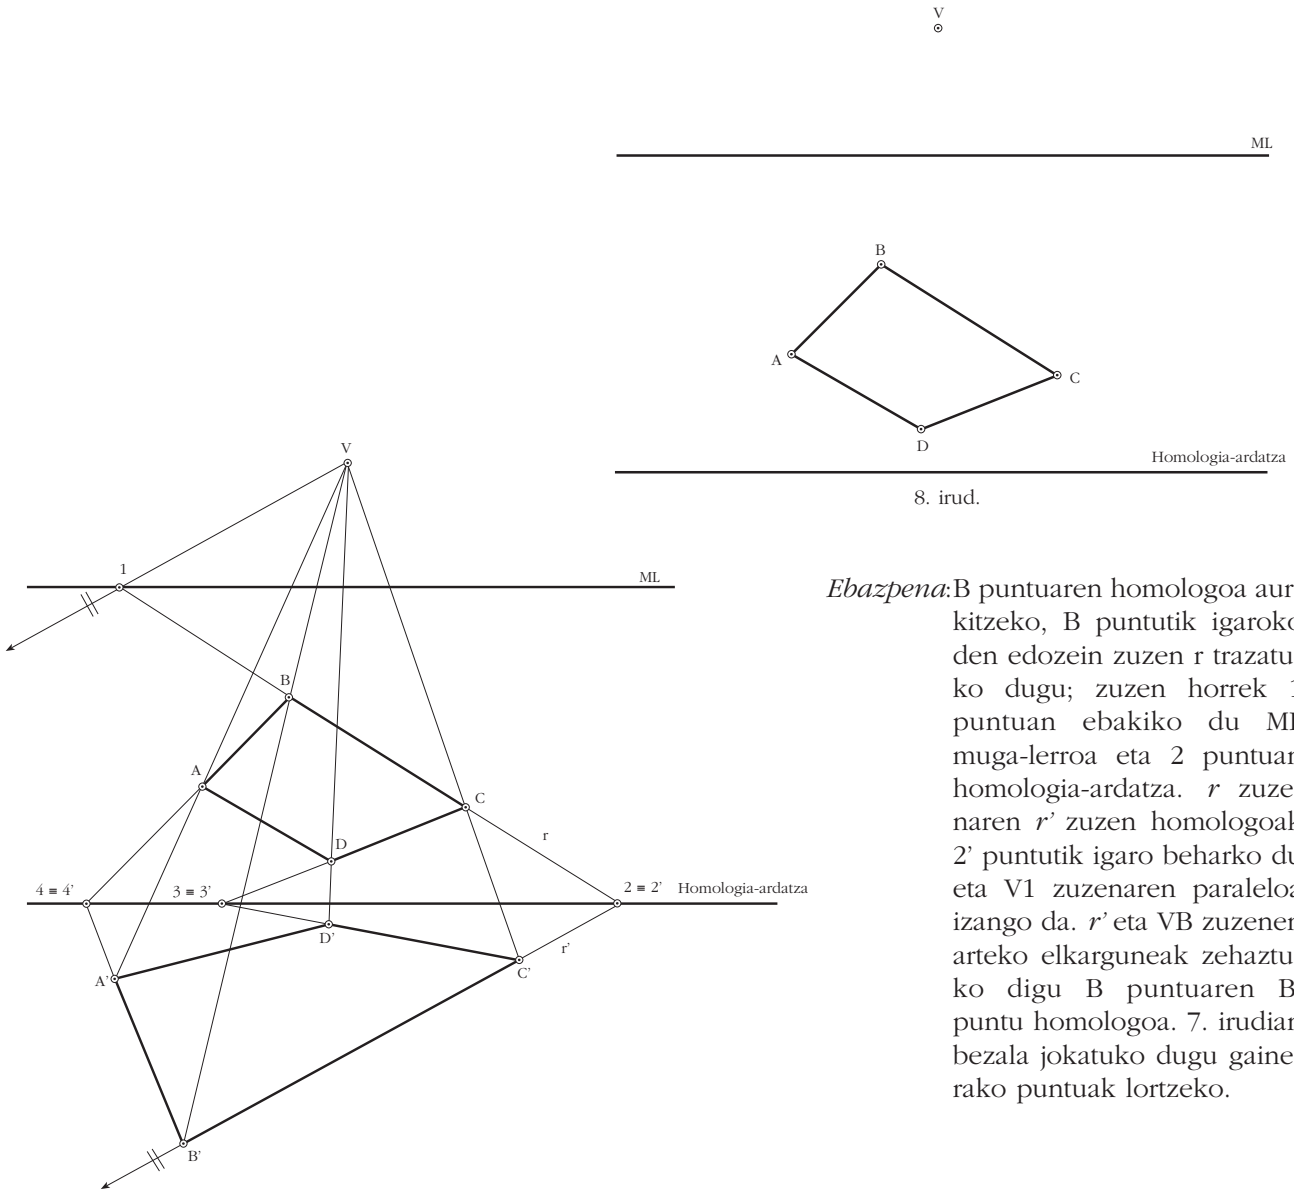 V
ML
B
A
C
D
Homologia-ardatza
8. irud.
V
1
ML
B
A
C
r
D
4 ≡ 4’
3 ≡ 3’
2 ≡ 2’
Homologia-ardatza
D’
r’
A’
C’
B’
Ebazpena: B puntuaren homologoa aur
kitzeko, B puntutik igaroko
den edozein zuzen r trazatu
ko dugu; zuzen horrek 1
puntuan ebakiko du ML
muga-lerroa eta 2 puntuan
homologia-ardatza. r zuze
naren r’ zuzen homologoak
2’ puntutik igaro beharko du
eta V1 zuzenaren paraleloa
izango da. r’ eta VB zuzenen
arteko elkarguneak zehaztu
ko digu B puntuaren B
puntu homologoa. 7. irudian
bezala jokatuko dugu gaine
rako puntuak lortzeko.